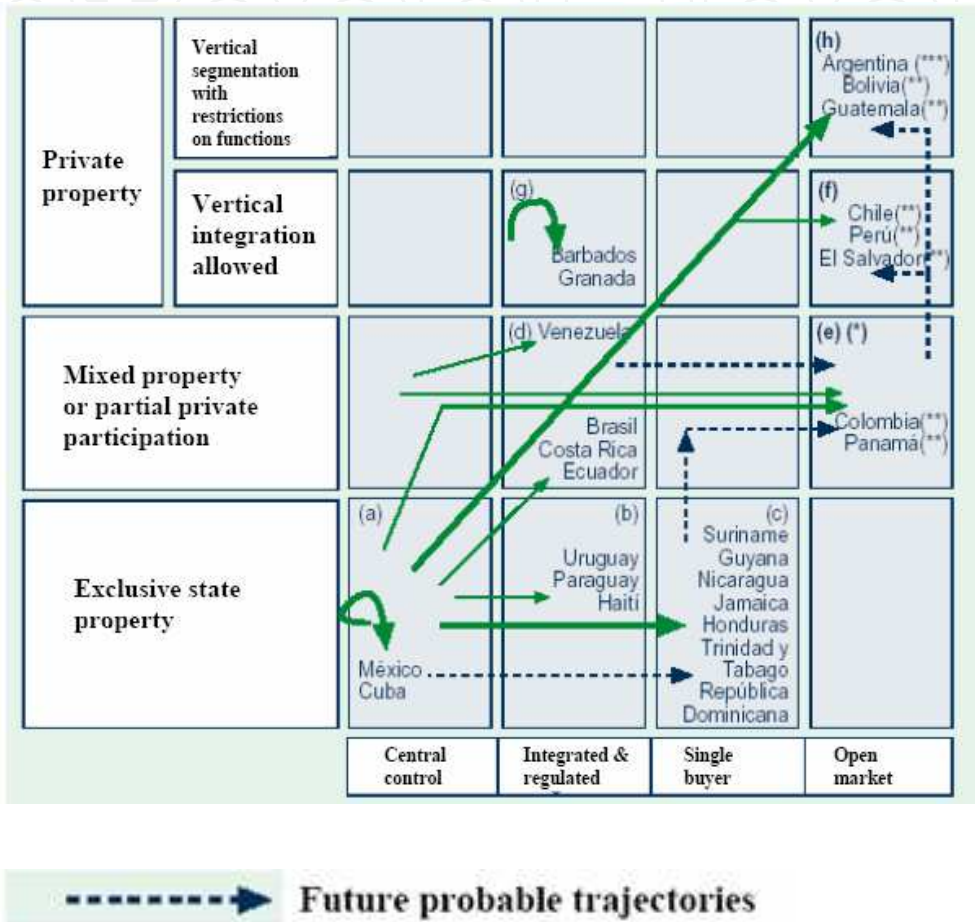 Private
property
Vertical
segmentation
with
restrictions
on functions
(h)
Argentina (***)
Bolivia(**)
Guatemala(**)
Vertical
integration
allowed
(g)
Barbados
Granada
(f)
Chile(**)
Perú(**)
El Salvador(**)
Mixed property
or partial private
participation
(d) Venezuela
Brasil
Costa Rica
Ecuador
(e) (*)
Colombia(**)
Panamá(**)
Exclusive state
property
(a)
México
Cuba
(b)
Uruguay
Paraguay
Haití
(c)
Suriname
Guyana
Nicaragua
Jamaica
Honduras
Trinidad y
Tabago
República
Dominicana
Central
control
Integrated &
regulated
Single
buyer
Open
market
Future probable trajectories